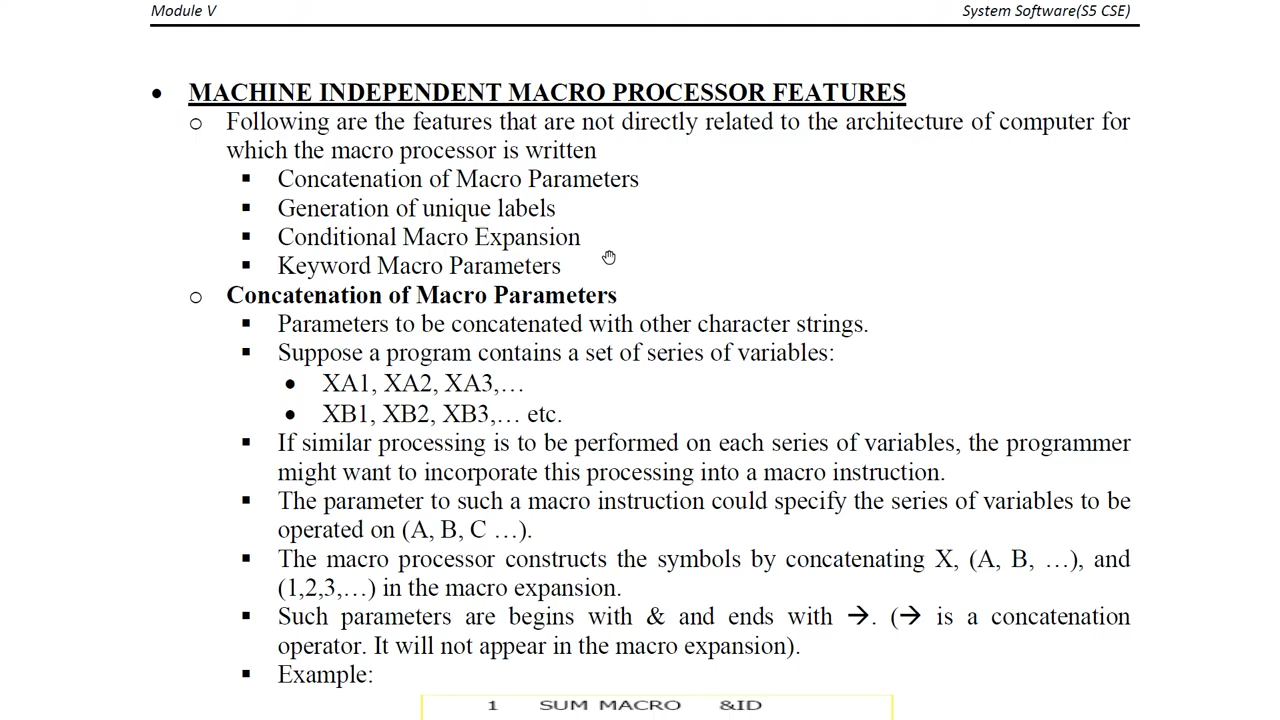 Module V System Software(S5 CSE)
• MACHINE INDEPENDENT MACRO PROCESSOR FEATURES
o Following are the features that are not directly related to the architecture of computer for
which the macro processor is written
▪ Concatenation of Macro Parameters
▪ Generation of unique labels
▪ Conditional Macro Expansion
▪ Keyword Macro Parameters
o Concatenation of Macro Parameters
▪ Parameters to be concatenated with other character strings.
▪ Suppose a program contains a set of series of variables:
• XA1, XA2, XA3,…
• XB1, XB2, XB3,… etc.
▪ If similar processing is to be performed on each series of variables, the programmer
might want to incorporate this processing into a macro instruction.
▪ The parameter to such a macro instruction could specify the series of variables to be
operated on (A, B, C …).
▪ The macro processor constructs the symbols by concatenating X, (A, B, …), and
(1,2,3,…) in the macro expansion.
▪ Such parameters are begins with & and ends with →. (→ is a concatenation
operator. It will not appear in the macro expansion).
▪ Example:
1 SUM MACRO &ID